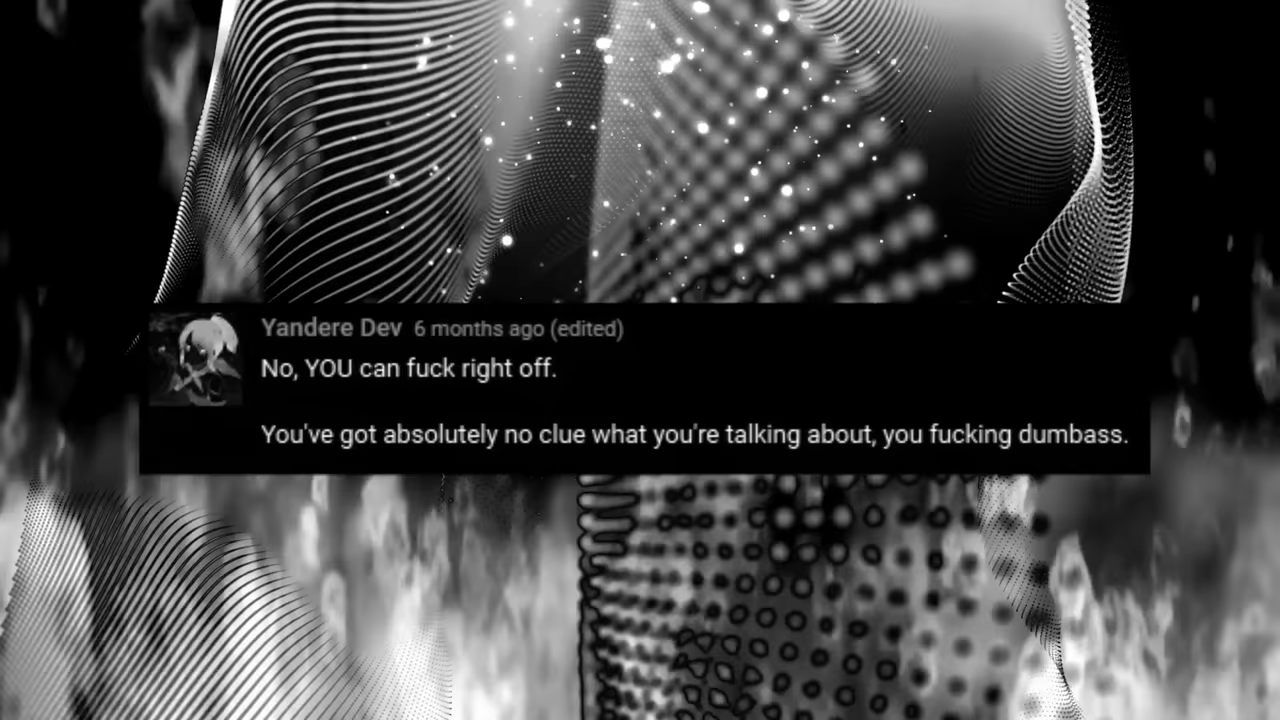 Yandere Dev 6 months ago (edited)
No, YOU can fuck right off.
You've got absolutely no clue what you're talking about, you fucking dumbass.